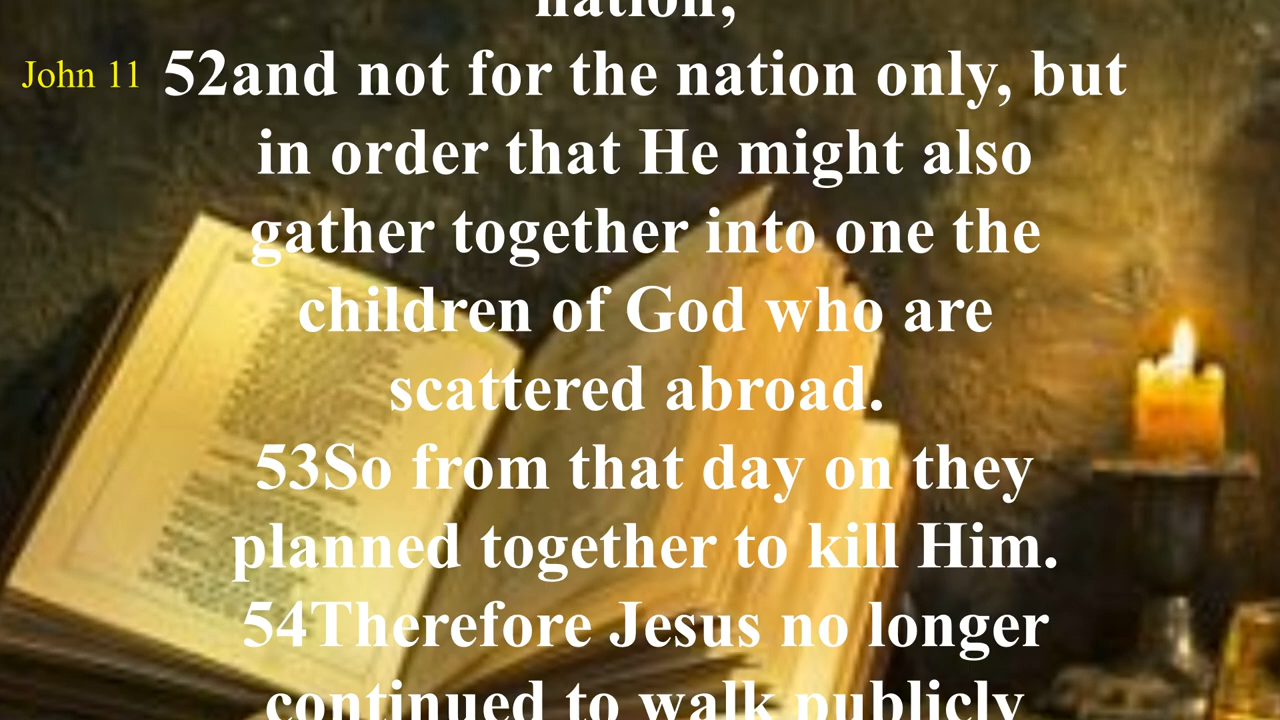 nation,
John 11 52and not for the nation only, but
in order that He might also
gather together into one the
children of God who are
scattered abroad.
53So from that day on they
planned together to kill Him.
54Therefore Jesus no longer
continued to walk publicly